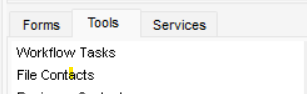 Forms Tools Services
Workflow Tasks
File Contacts